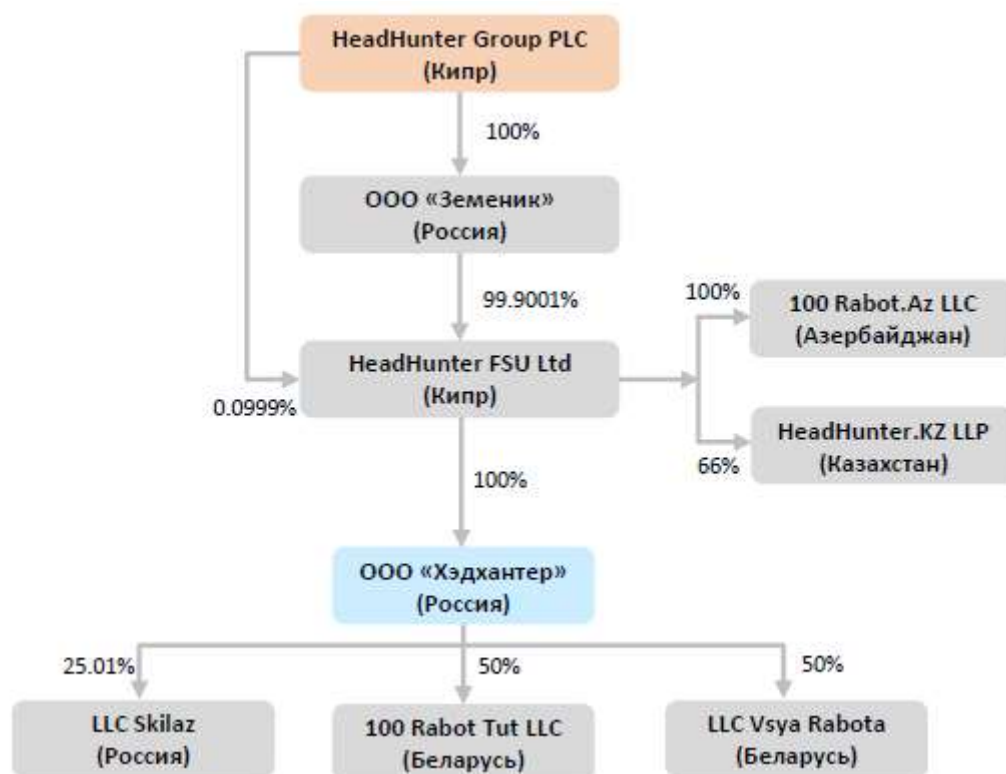 HeadHunter Group PLC
(Кипр)
100%
ООО «Земеник»
(Россия)
99.9001%
100%
100 Rabot.Az LLC
(Азербайджан)
HeadHunter FSU Ltd
(Кипр)
0.0999%
HeadHunter.KZ LLP
(Казахстан)
66%
100%
ООО «Хэдхантер»
(Россия)
25.01%
50%
50%
LLC Skilaz
(Россия)
100 Rabot Tut LLC
(Беларусь)
LLC Vsya Rabota
(Беларусь)